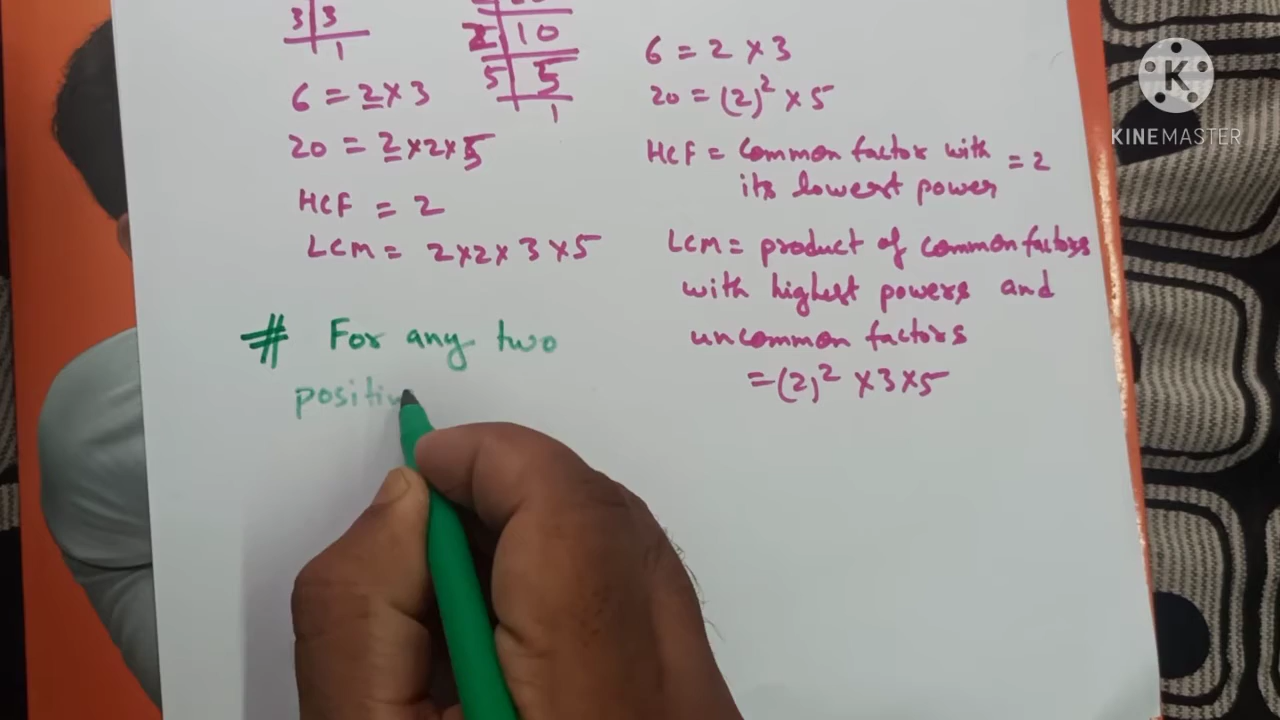 3 3
1
2 10
5 5
1
6 = 2 × 3
20 = 2 × 2 × 5
HCF = 2
LCM = 2 × 2 × 3 × 5
# For any two
positiv
6 = 2 × 3
20 = (2)² × 5
HCF = Common factor with = 2
its lowest power
LCM = product of common factors
with highest powers and
uncommon factors
= (2)² × 3 × 5
K
KINEMASTER